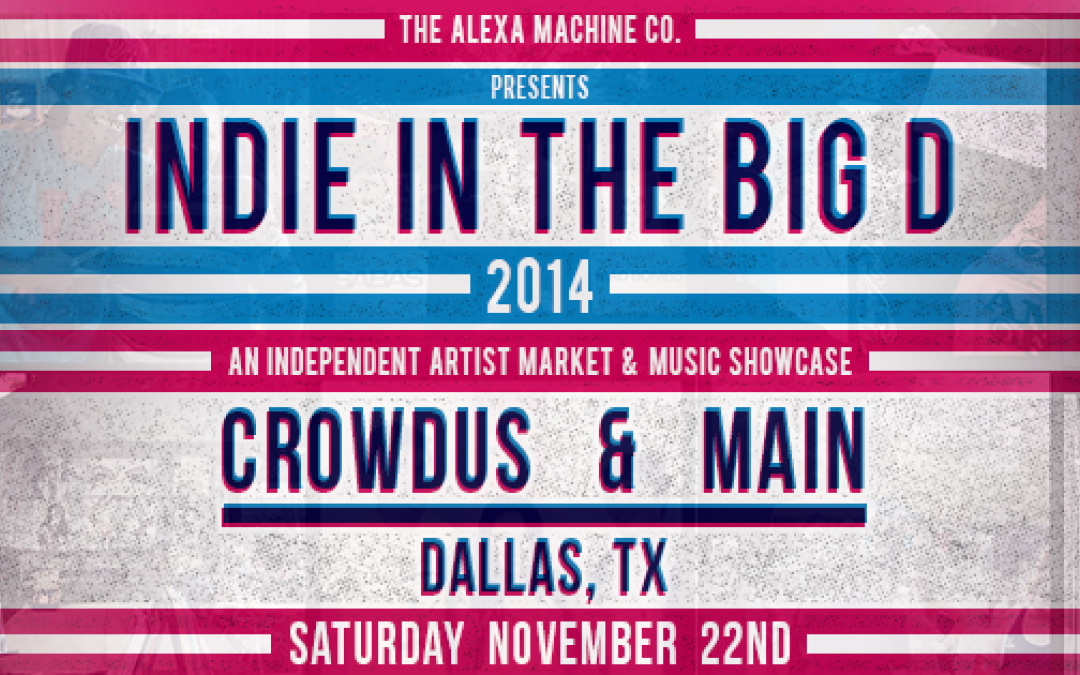 THE ALEXA MACHINE CO.
PRESENTS
INDIE IN THE BIG D
2014
AN INDEPENDENT ARTIST MARKET & MUSIC SHOWCASE
CROWDUS & MAIN
DALLAS, TX
SATURDAY NOVEMBER 22ND